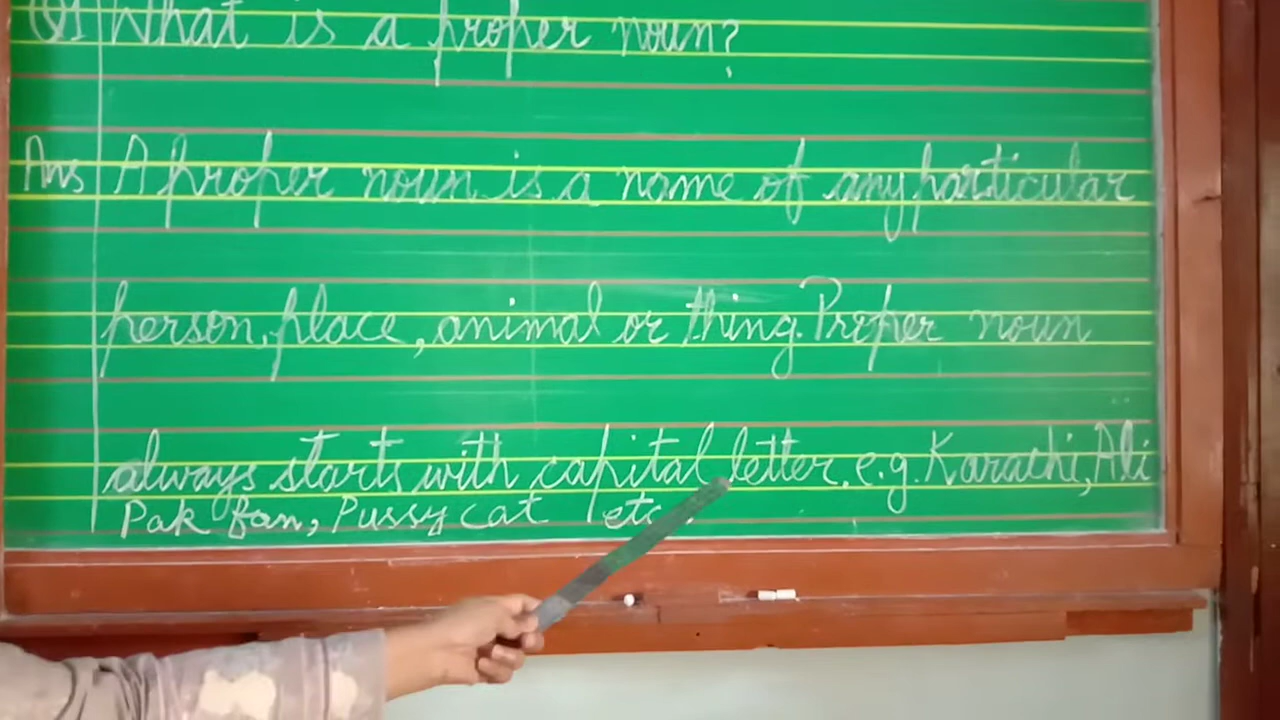 Q1 What is a proper noun?
Ans A proper noun is a name of any particular
person, place, animal or thing. Proper noun
always starts with capital letter. e.g. Karachi, Ali
Pak fan, Pussy cat etc.